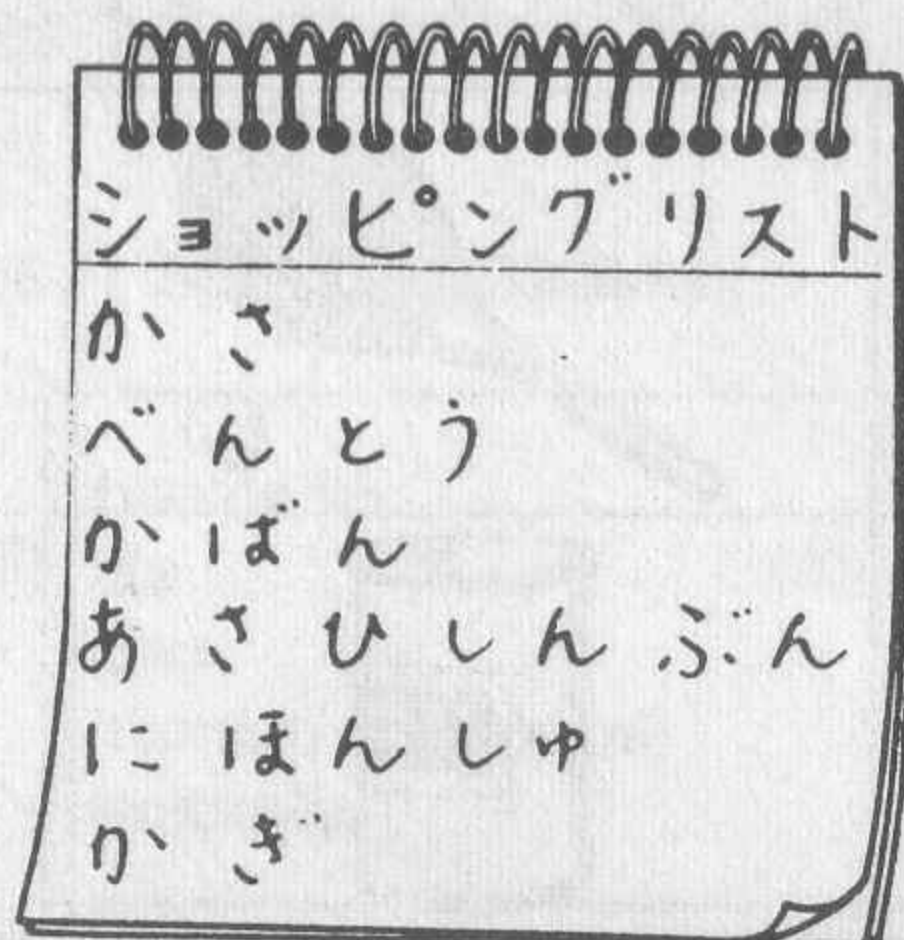 ショッピングリスト
かさ
べんとう
かばん
あさひしんぶん
にほんしゅ
かぎ